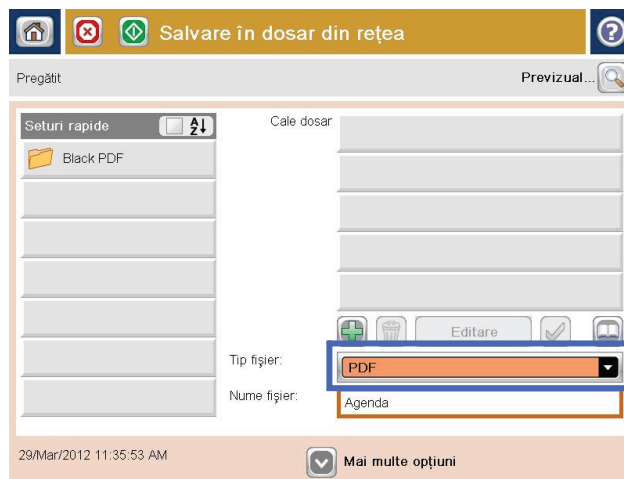 Salvare în dosar din rețea
?
Pregătit
Previzual...
Seturi rapide
Cale dosar
Black PDF
Editare
Tip fișier:
PDF
Nume fișier:
Agenda
29/Mar/2012 11:35:53 AM
Mai multe opțiuni